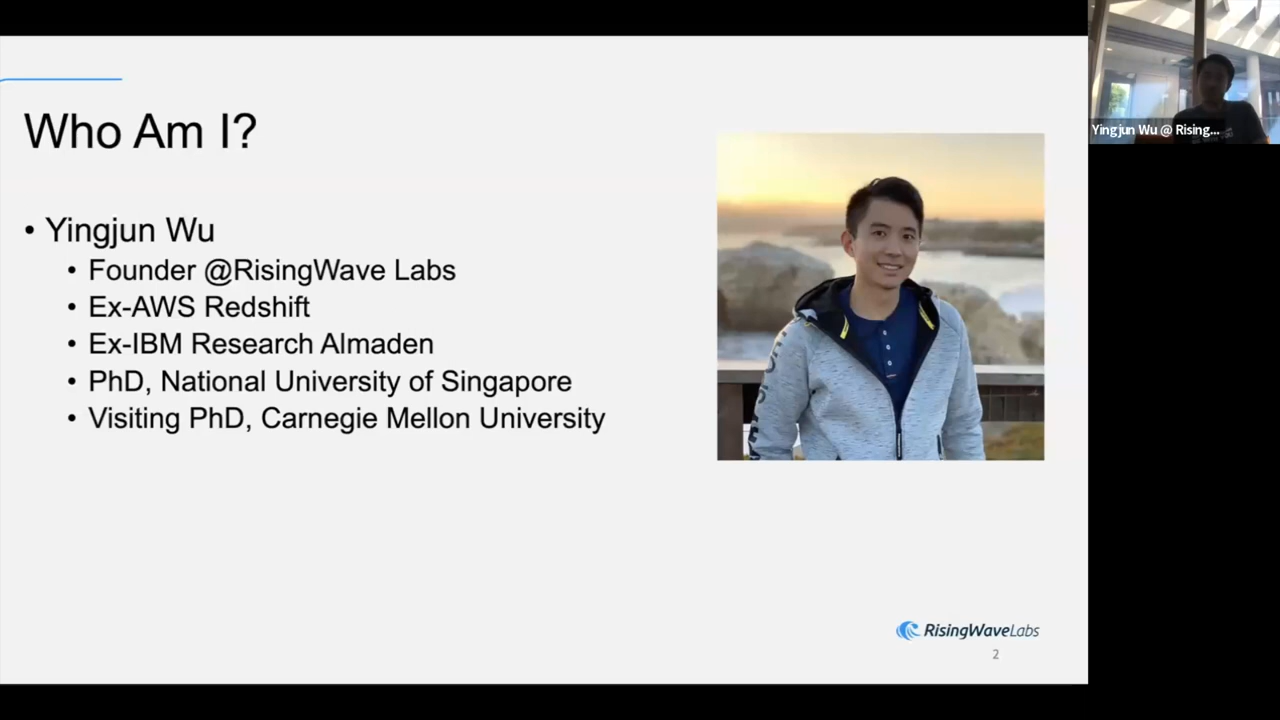 Who Am I?
• Yingjun Wu
• Founder @RisingWave Labs
• Ex-AWS Redshift
• Ex-IBM Research Almaden
• PhD, National University of Singapore
• Visiting PhD, Carnegie Mellon University
RisingWaveLabs
2
Yingjun Wu @ Rising...